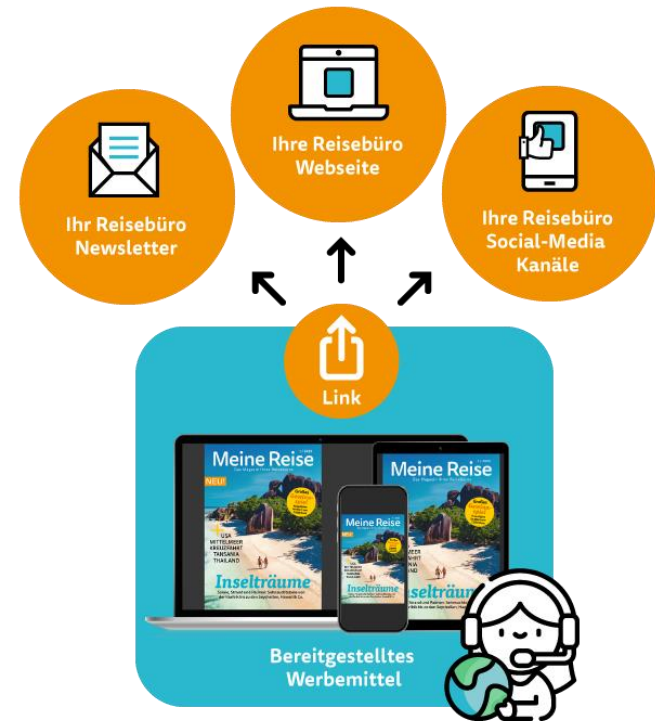 Ihre Reisebüro
Webseite
Ihr Reisebüro
Newsletter
Ihre Reisebüro
Social-Media
Kanäle
Link
Meine Reise
NEU!
USA
MITTELMEER
KREUZFAHRT
TANSANIA
THAILAND
Inselträume
Meine Reise
Meine Reise
Inselträume
Bereitgestelltes
Werbemittel